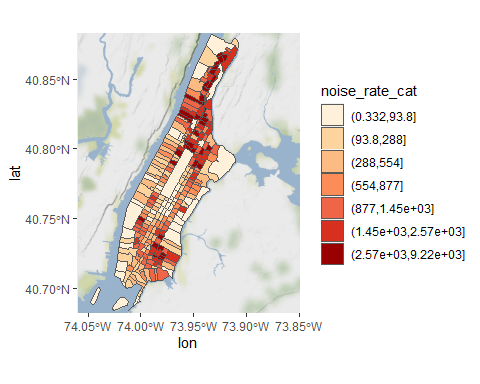 noise_rate_cat
(0.332,93.8]
(93.8,288]
(288,554]
(554,877]
(877,1.45e+03]
(1.45e+03,2.57e+03]
(2.57e+03,9.22e+03]
lat
40.85°N
40.80°N
40.75°N
40.70°N
74.05°W 74.00°W 73.95°W 73.90°W 73.85°W
lon